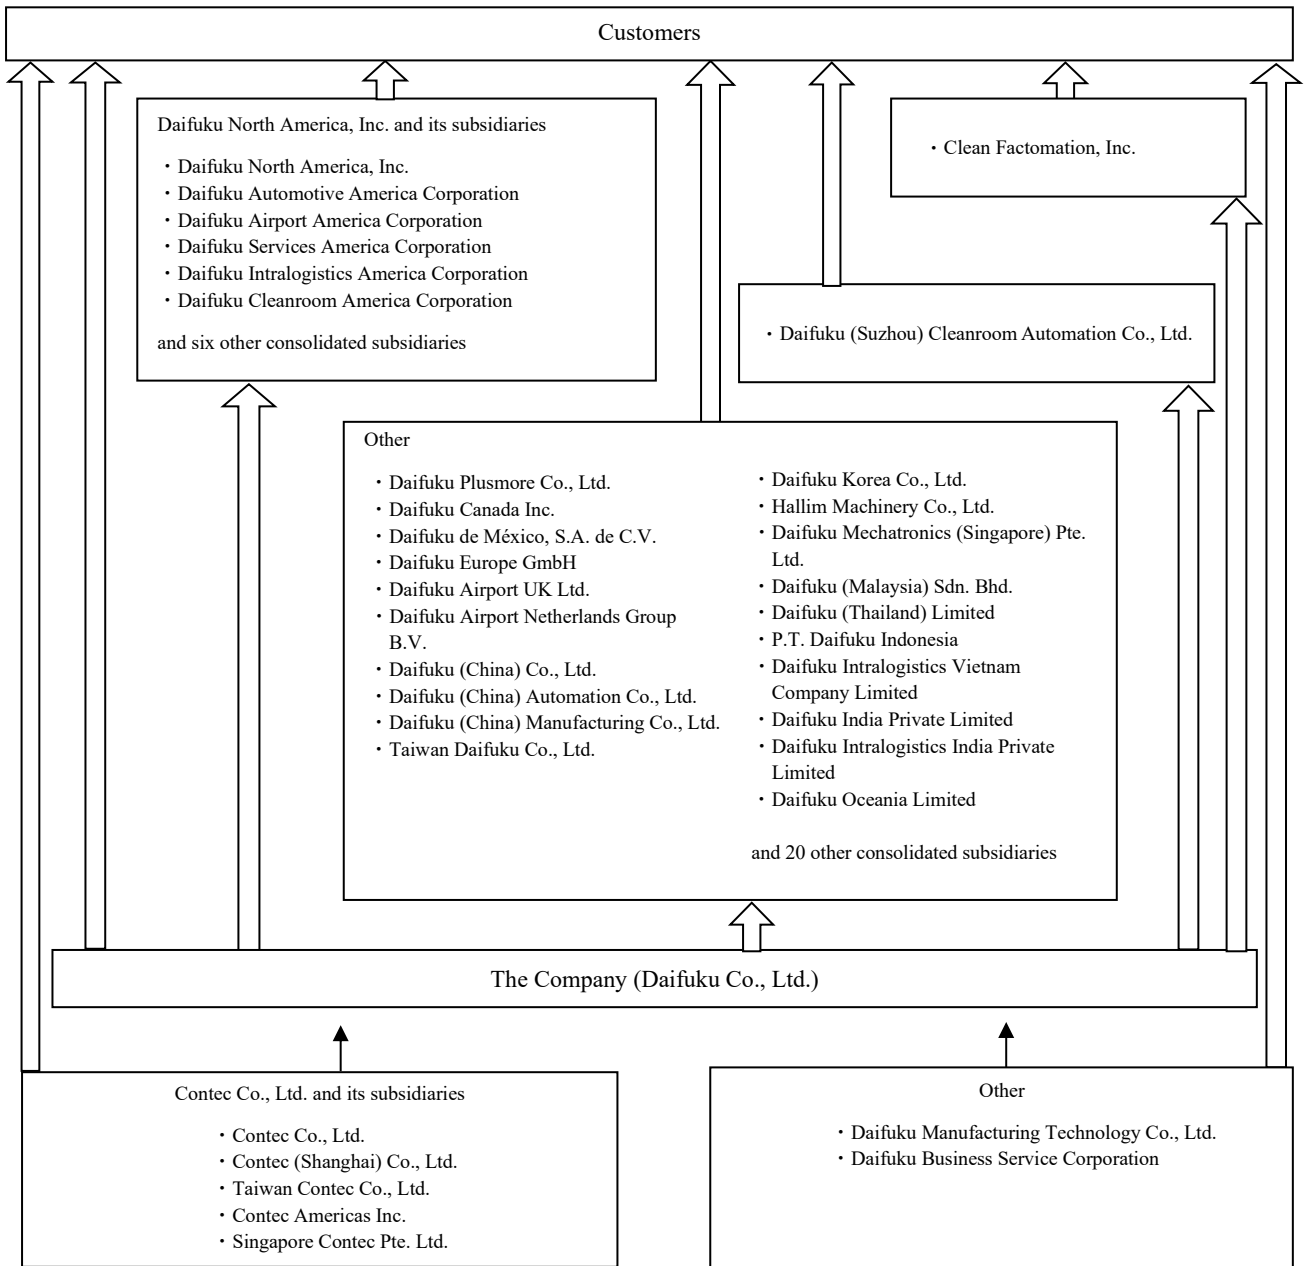 Customers
Daifuku North America, Inc. and its subsidiaries
・Daifuku North America, Inc.
・Daifuku Automotive America Corporation
・Daifuku Airport America Corporation
・Daifuku Services America Corporation
・Daifuku Intralogistics America Corporation
・Daifuku Cleanroom America Corporation
and six other consolidated subsidiaries
・Clean Factomation, Inc.
・Daifuku (Suzhou) Cleanroom Automation Co., Ltd.
Other
・Daifuku Plusmore Co., Ltd.
・Daifuku Canada Inc.
・Daifuku de México, S.A. de C.V.
・Daifuku Europe GmbH
・Daifuku Airport UK Ltd.
・Daifuku Airport Netherlands Group
B.V.
・Daifuku (China) Co., Ltd.
・Daifuku (China) Automation Co., Ltd.
・Daifuku (China) Manufacturing Co., Ltd.
・Taiwan Daifuku Co., Ltd.
・Daifuku Korea Co., Ltd.
・Hallim Machinery Co., Ltd.
・Daifuku Mechatronics (Singapore) Pte.
Ltd.
・Daifuku (Malaysia) Sdn. Bhd.
・Daifuku (Thailand) Limited
・P.T. Daifuku Indonesia
・Daifuku Intralogistics Vietnam
Company Limited
・Daifuku India Private Limited
・Daifuku Intralogistics India Private
Limited
・Daifuku Oceania Limited
and 20 other consolidated subsidiaries
The Company (Daifuku Co., Ltd.)
Contec Co., Ltd. and its subsidiaries
・Contec Co., Ltd.
・Contec (Shanghai) Co., Ltd.
・Taiwan Contec Co., Ltd.
・Contec Americas Inc.
・Singapore Contec Pte. Ltd.
Other
・Daifuku Manufacturing Technology Co., Ltd.
・Daifuku Business Service Corporation